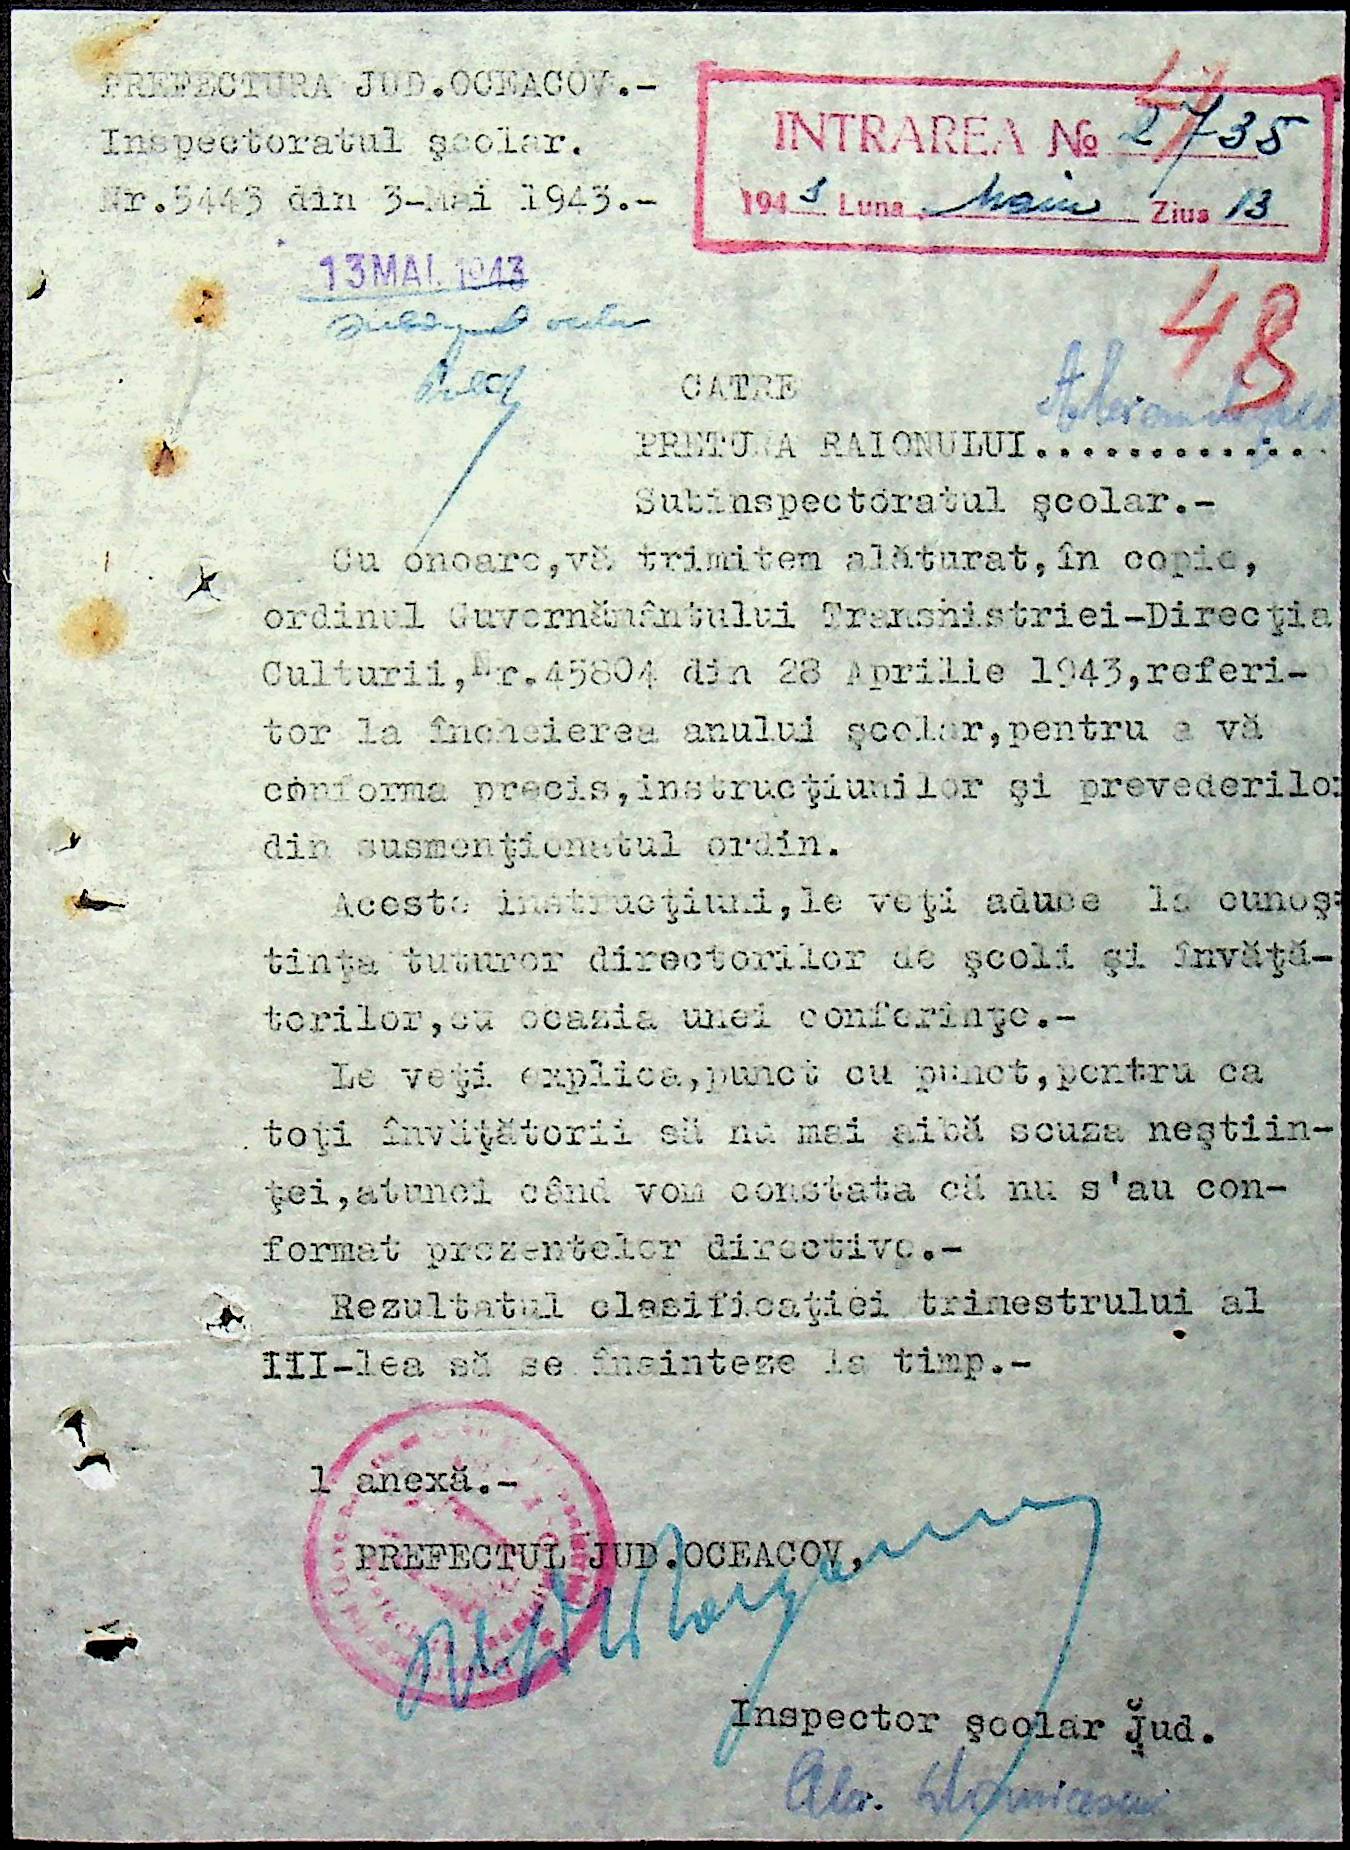 PREFECTURA JUD.OCEACOV.-
Inspectoratul şcolar.
Nr.5443 din 3-Mai 1943.-
INTRAREA № 2735
1943 Luna Maiu Ziua 13
13 MAI. 1943
48
CATRE
PRETURA RAIONULUI..............
Subinspectoratul şcolar.-
Cu onoare,vă trimitem alăturat,în copie,
ordinul Guvernământului Transnistriei-Direcţia
Culturii,Nr.45804 din 28 Aprilie 1943,referi-
tor la încheierea anului şcolar,pentru a vă
conforma precis,instrucţiunilor şi prevederilor
din susmenţionatul ordin.
Aceste instrucţiuni,le veţi aduce la cunoş-
tinţa tuturor directorilor de şcoli şi învăţă-
torilor,cu ocazia unei conferinţe.-
Le veţi explica,punct cu punct,pentru ca
toţi învăţătorii să nu mai aibă scuza neştiin-
ţei,atunci când vom constata că nu s'au con-
format prezentelor directive.-
Rezultatul clasificaţiei trimestrului al
III-lea să se înainteze la timp.-
1 anexă.-
PREFECTUL JUD.OCEACOV,
Inspector şcolar Jud.